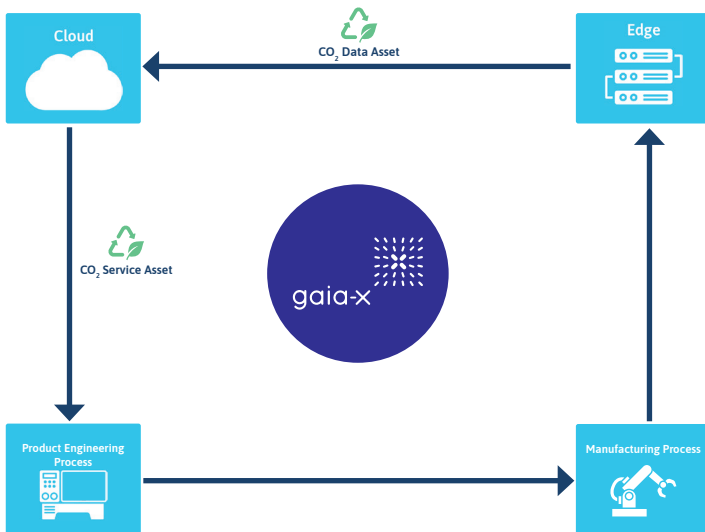 Cloud
CO₂ Data Asset
Edge
CO₂ Service Asset
gaia-x
Product Engineering
Process
Manufacturing Process